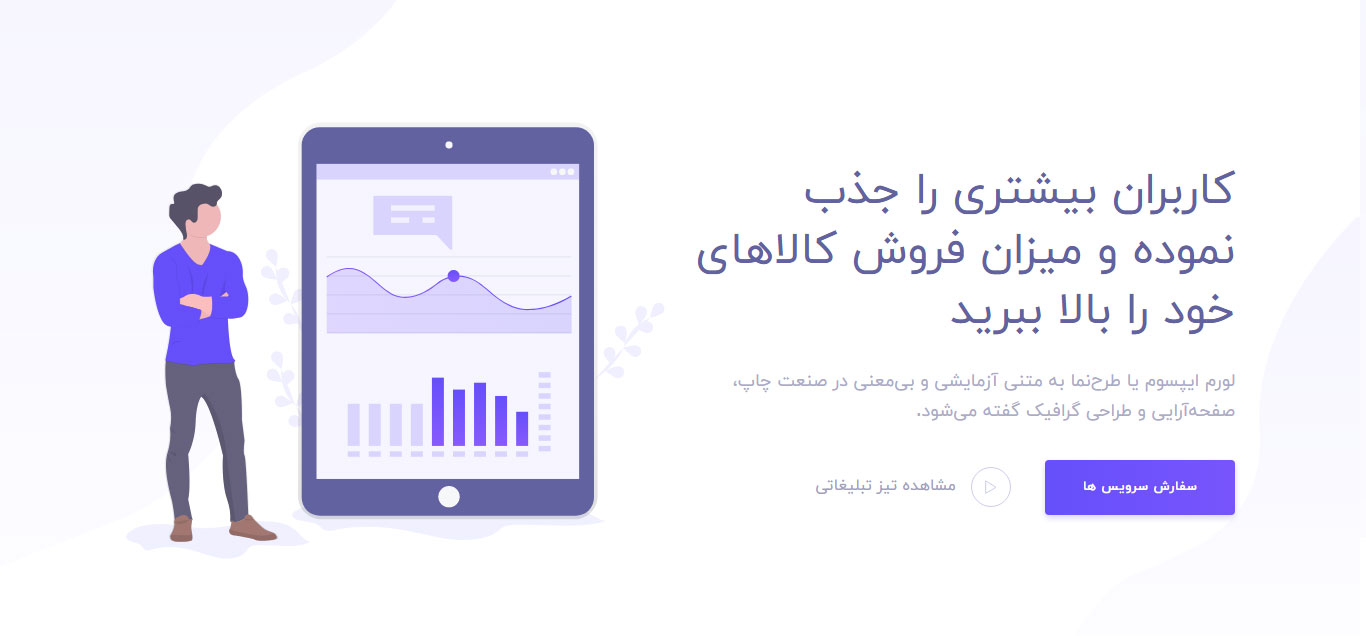 کاربران بیشتری را جذب
نموده و میزان فروش کالاهای
خود را بالا ببرید
لورم ایپسوم یا طرح‌نما به متنی آزمایشی و بی‌معنی در صنعت چاپ،
صفحه‌آرایی و طراحی گرافیک گفته می‌شود.
سفارش سرویس ها
مشاهده تیز تبلیغاتی